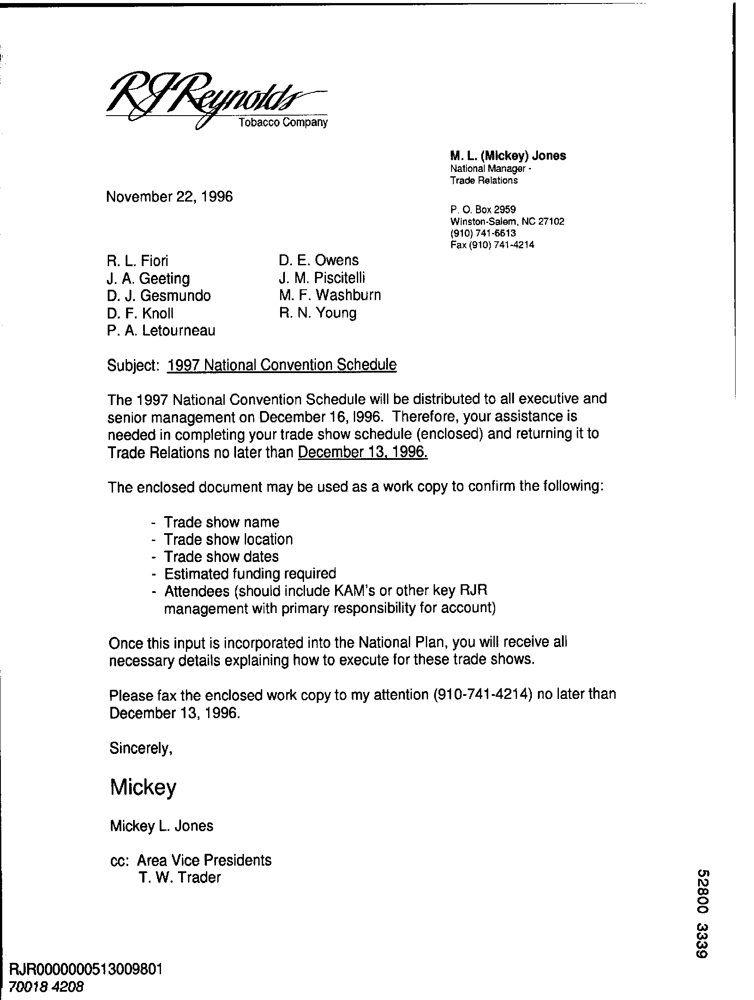 RJReynolds
Tobacco Company
M. L. (Mickey) Jones
National Manager -
Trade Relations
November 22, 1996
P. O. Box 2959
Winston-Salem, NC 27102
(910) 741-6613
Fax (910) 741-4214
R. L. Fiori
J. A. Geeting
D. J. Gesmundo
D. F. Knoll
P. A. Letourneau
D. E. Owens
J. M. Piscitelli
M. F. Washburn
R. N. Young
Subject: 1997 National Convention Schedule
The 1997 National Convention Schedule will be distributed to all executive and
senior management on December 16, l996. Therefore, your assistance is
needed in completing your trade show schedule (enclosed) and returning it to
Trade Relations no later than December 13, 1996.
The enclosed document may be used as a work copy to confirm the following:
- Trade show name
- Trade show location
- Trade show dates
- Estimated funding required
- Attendees (should include KAM's or other key RJR
management with primary responsibility for account)
Once this input is incorporated into the National Plan, you will receive all
necessary details explaining how to execute for these trade shows.
Please fax the enclosed work copy to my attention (910-741-4214) no later than
December 13, 1996.
Sincerely,
Mickey
Mickey L. Jones
cc: Area Vice Presidents
T. W. Trader
52800 3339
RJR0000000513009801
70018 4208